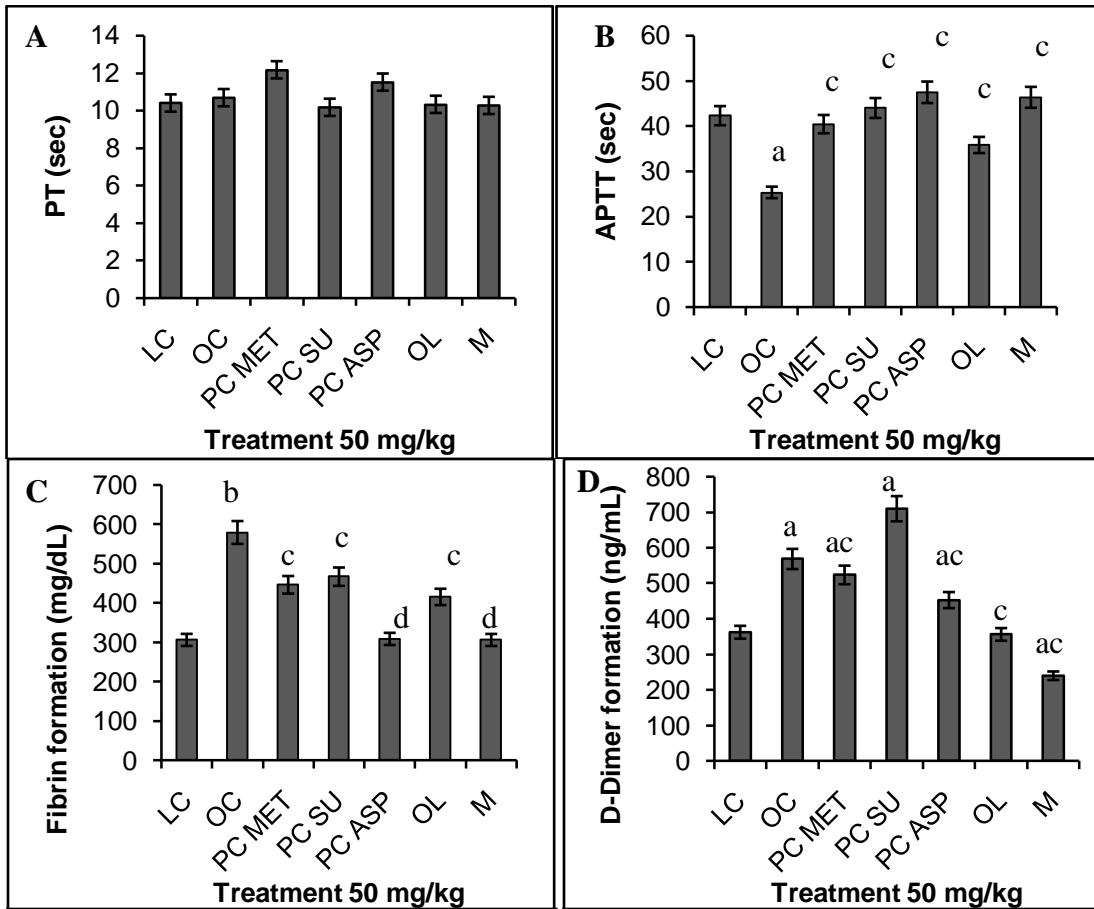 A
PT (sec)
14
12
10
8
6
4
2
0
LC
OC
PC MET
PC SU
PC ASP
OL
M
Treatment 50 mg/kg
B
APTT (sec)
60
50
40
30
20
10
0
a
c
c
c
c
c
LC
OC
PC MET
PC SU
PC ASP
OL
M
Treatment 50 mg/kg
C
Fibrin formation (mg/dL)
700
600
500
400
300
200
100
0
b
c
c
d
c
d
LC
OC
PC MET
PC SU
PC ASP
OL
M
Treatment 50 mg/kg
D
D-Dimer formation (ng/mL)
800
700
600
500
400
300
200
100
0
a
ac
a
ac
c
ac
LC
OC
PC MET
PC SU
PC ASP
OL
M
Treatment 50 mg/kg